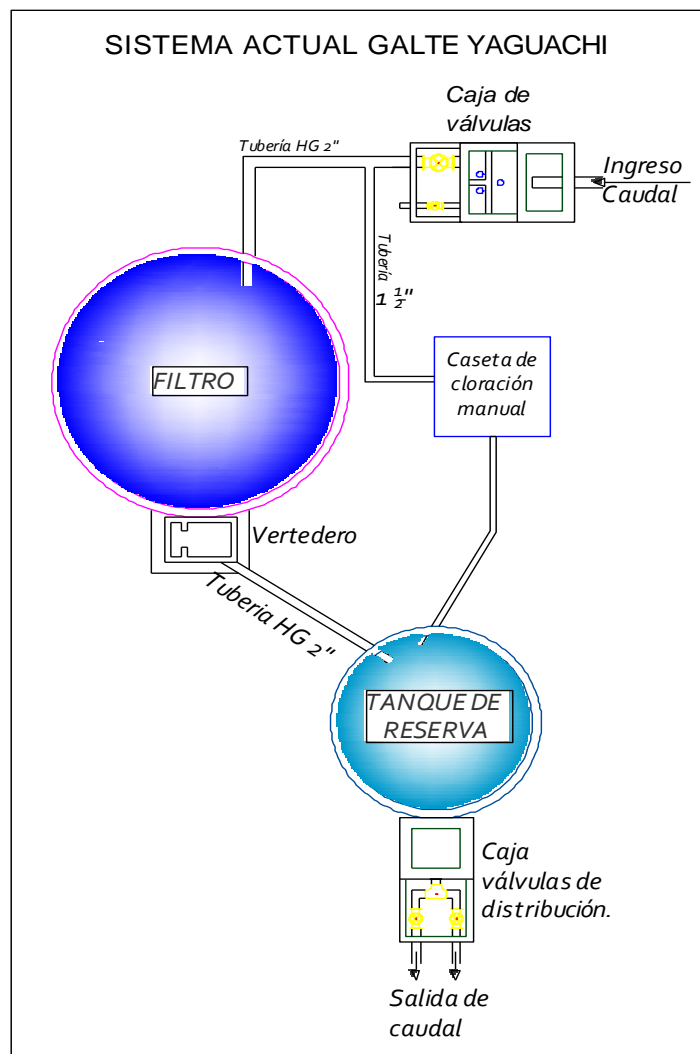 SISTEMA ACTUAL GALTE YAGUACHI
Caja de
válvulas
Tubería HG 2"
Ingreso
Caudal
Tubería
1 1/2"
FILTRO
Caseta de
cloración
manual
Vertedero
Tuberia HG 2"
TANQUE DE
RESERVA
Caja
válvulas de
distribución.
Salida de
caudal